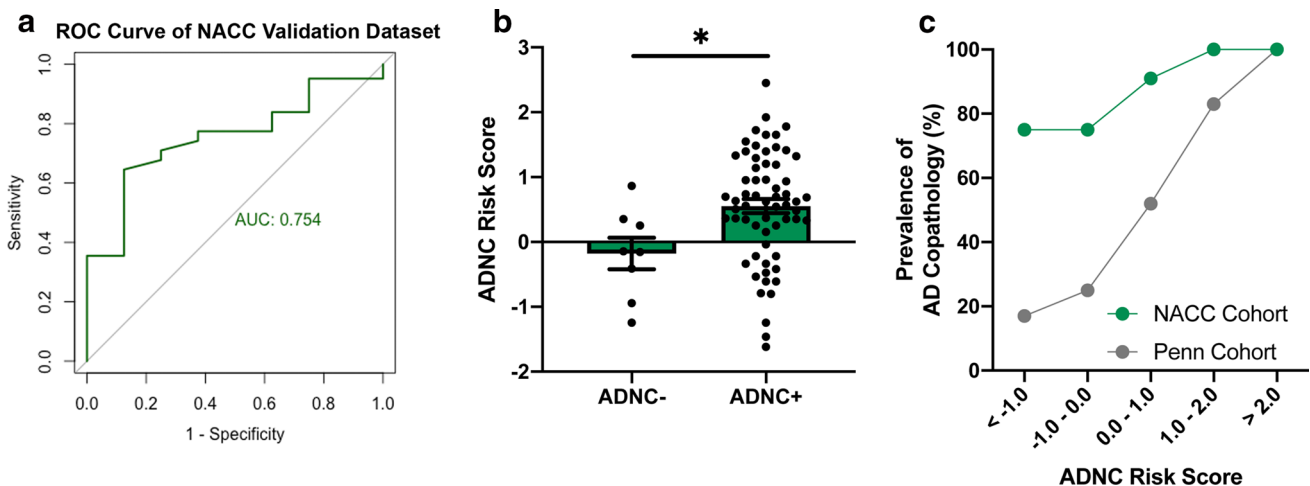 a
ROC Curve of NACC Validation Dataset
Sensitivity
1.0
0.8
0.6
0.4
0.2
0.0
AUC: 0.754
0.0 0.2 0.4 0.6 0.8 1.0
1 - Specificity
b
*
ADNC Risk Score
3
2
1
0
-1
-2
ADNC- ADNC+
c
Prevalence of
AD Copathology (%)
100
80
60
40
20
0
NACC Cohort
Penn Cohort
< -1.0
-1.0 - 0.0
0.0 - 1.0
1.0 - 2.0
> 2.0
ADNC Risk Score